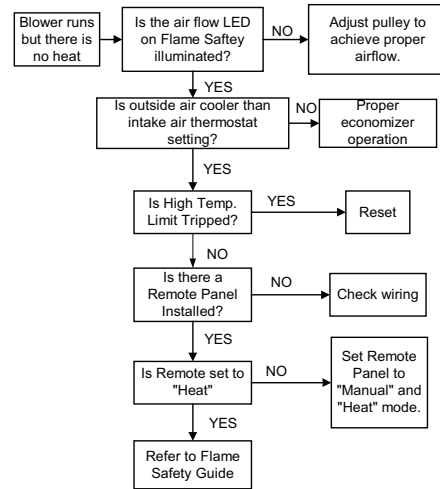 Blower runs
but there is
no heat
Is the air flow LED
on Flame Saftey
illuminated?
NO
Adjust pulley to
achieve proper
airflow.
YES
Is outside air cooler than
intake air thermostat
setting?
NO
Proper
economizer
operation
YES
Is High Temp.
Limit Tripped?
YES
Reset
NO
Is there a
Remote Panel
Installed?
NO
Check wiring
YES
Is Remote set to
"Heat"
NO
Set Remote
Panel to
"Manual" and
"Heat" mode.
YES
Refer to Flame
Safety Guide